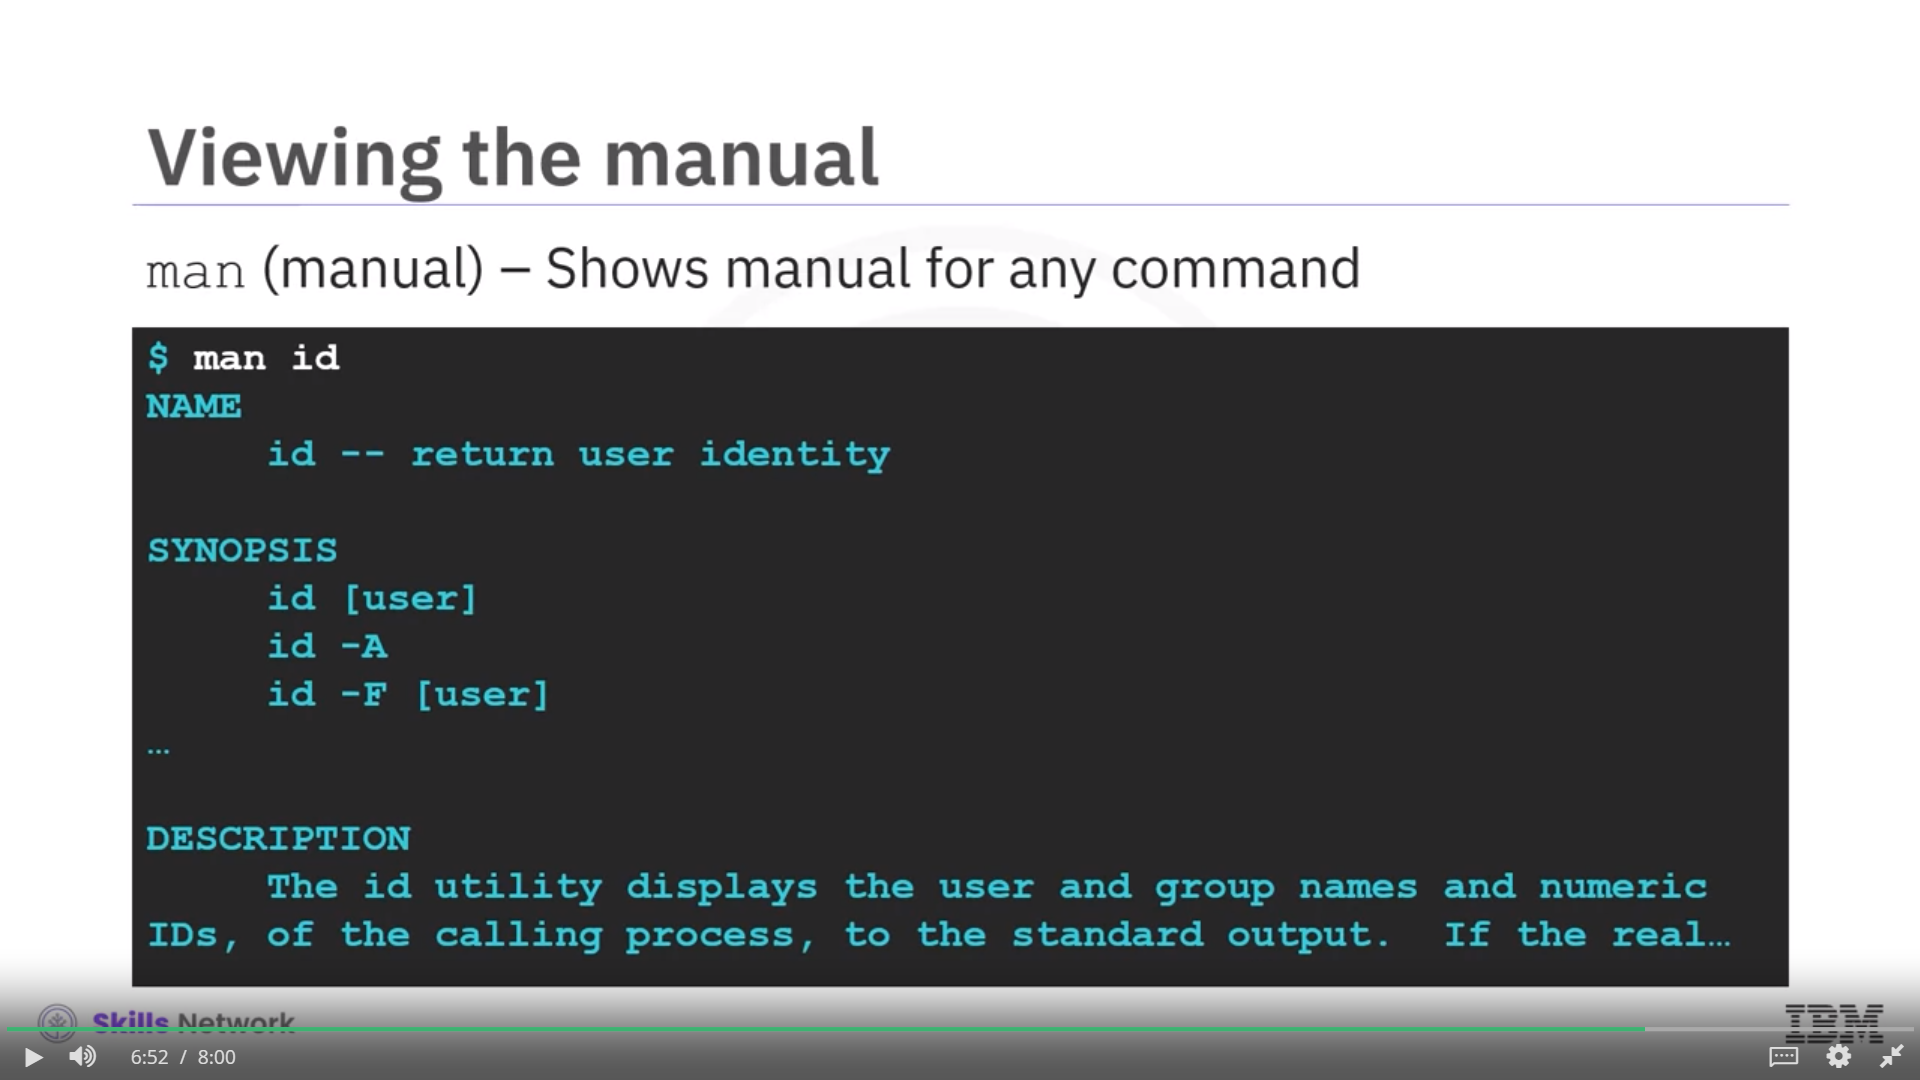 Viewing the manual
man (manual) – Shows manual for any command
$ man id
NAME
id -- return user identity
SYNOPSIS
id [user]
id -A
id -F [user]
…
DESCRIPTION
The id utility displays the user and group names and numeric
IDs, of the calling process, to the standard output.  If the real…
Skills Network
IBM
6:52 / 8:00